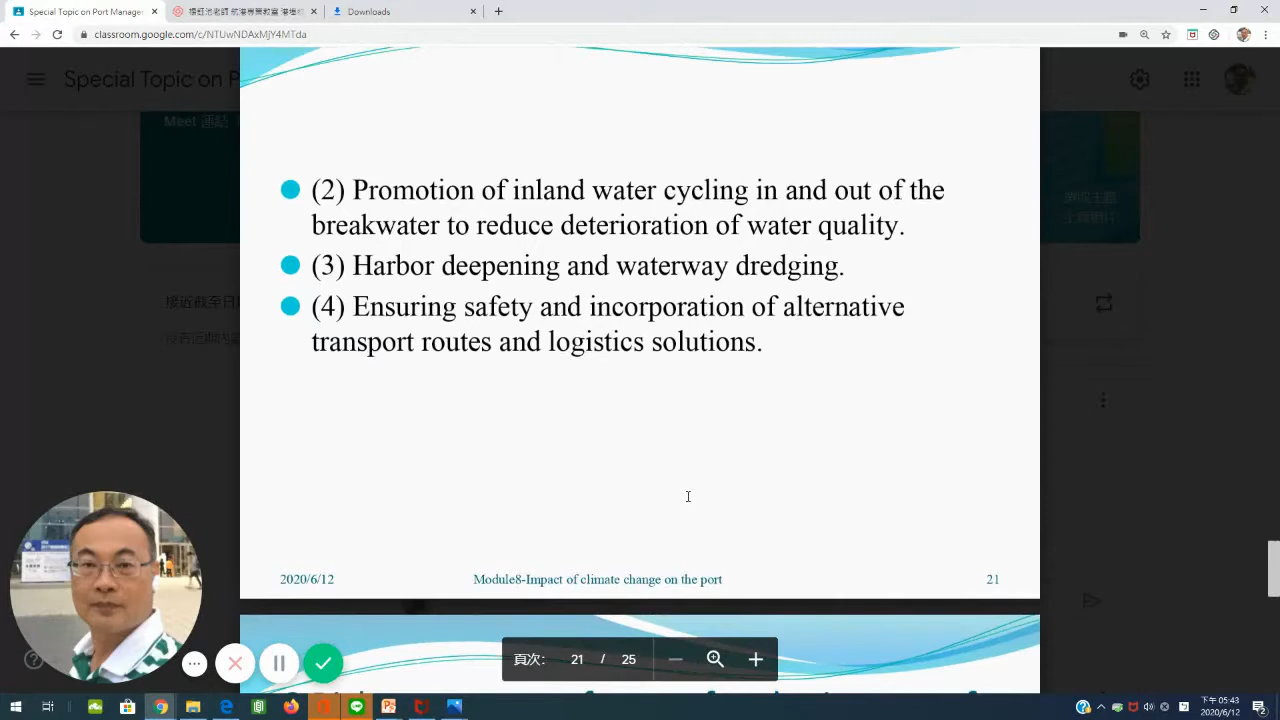 Special Topic on Port Manage
Downloads
classroom.google.com/c/NTUwNDAxMjY4MTda
Special Topic on P
Meet 連結
(2) Promotion of inland water cycling in and out of the
breakwater to reduce deterioration of water quality.
(3) Harbor deepening and waterway dredging.
(4) Ensuring safety and incorporation of alternative
transport routes and logistics solutions.
2020/6/12
Module8-Impact of climate change on the port
21
頁次:
21 / 25
下午 05:43
2020/6/12